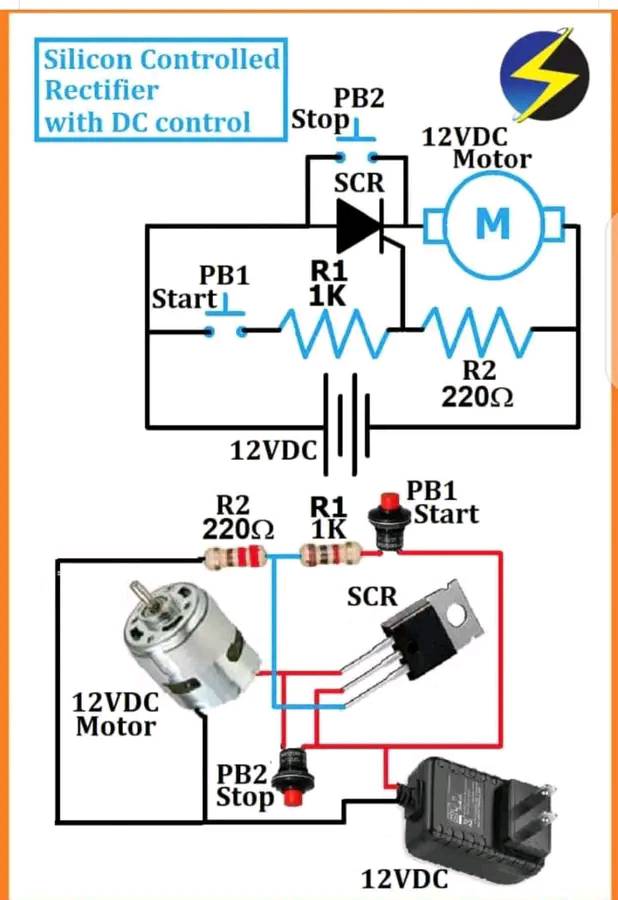 Silicon Controlled
Rectifier
with DC control
PB2
Stop
12VDC
Motor
SCR
M
PB1
Start
R1
1K
R2
220Ω
12VDC
R2
220Ω
R1
1K
PB1
Start
SCR
12VDC
Motor
PB2
Stop
12VDC